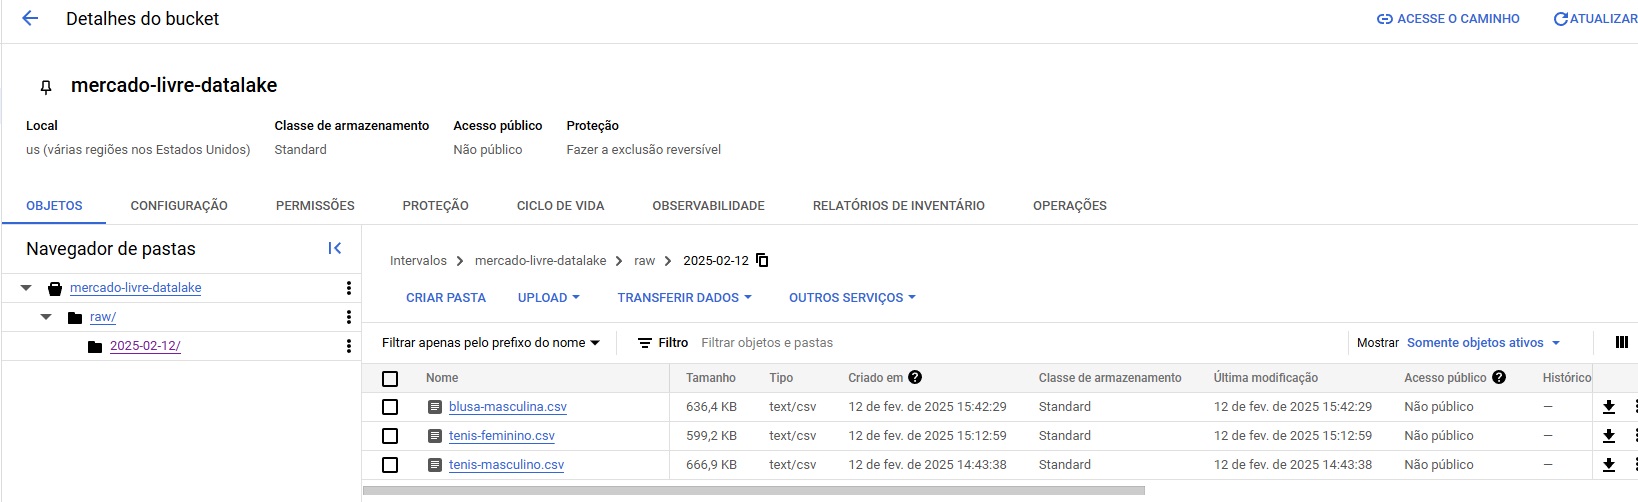 Detalhes do bucket ACESSE O CAMINHO ATUALIZAR
mercado-livre-datalake
Local Classe de armazenamento Acesso público Proteção
us (várias regiões nos Estados Unidos) Standard Não público Fazer a exclusão reversível
OBJETOS CONFIGURAÇÃO PERMISSÕES PROTEÇÃO CICLO DE VIDA OBSERVABILIDADE RELATÓRIOS DE INVENTÁRIO OPERAÇÕES
Navegador de pastas
mercado-livre-datalake
raw/
2025-02-12/
Intervalos > mercado-livre-datalake > raw > 2025-02-12
CRIAR PASTA UPLOAD TRANSFERIR DADOS OUTROS SERVIÇOS
Filtrar apenas pelo prefixo do nome Filtro Filtrar objetos e pastas Mostrar Somente objetos ativos
Nome Tamanho Tipo Criado em ? Classe de armazenamento Última modificação Acesso público ? Histórico
blusa-masculina.csv 636,4 KB text/csv 12 de fev. de 2025 15:42:29 Standard 12 de fev. de 2025 15:42:29 Não público —
tenis-feminino.csv 599,2 KB text/csv 12 de fev. de 2025 15:12:59 Standard 12 de fev. de 2025 15:12:59 Não público —
tenis-masculino.csv 666,9 KB text/csv 12 de fev. de 2025 14:43:38 Standard 12 de fev. de 2025 14:43:38 Não público —